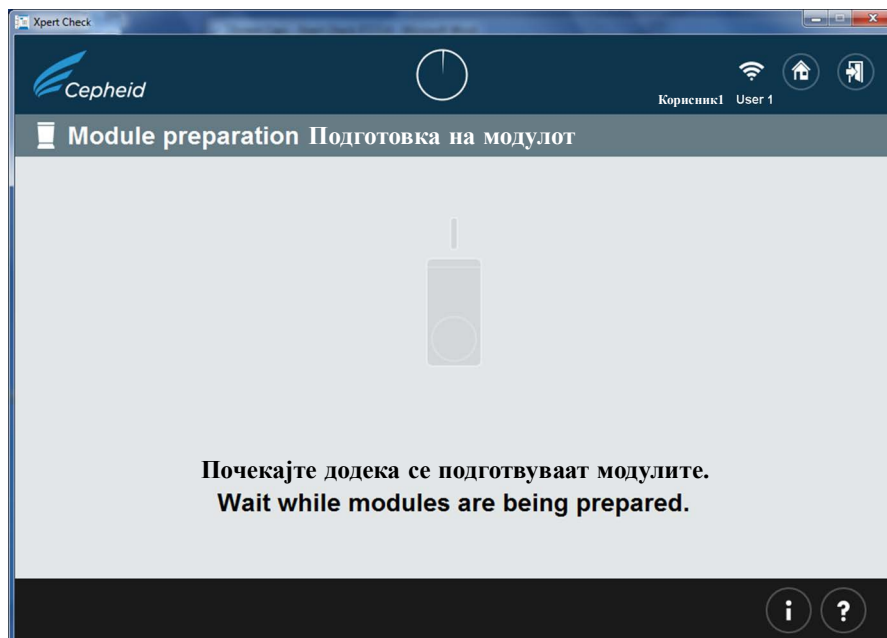 Xpert Check
Cepheid
Корисник1 User 1
Module preparation Подготовка на модулот
Почекајте додека се подготвуваат модулите.
Wait while modules are being prepared.
i ?